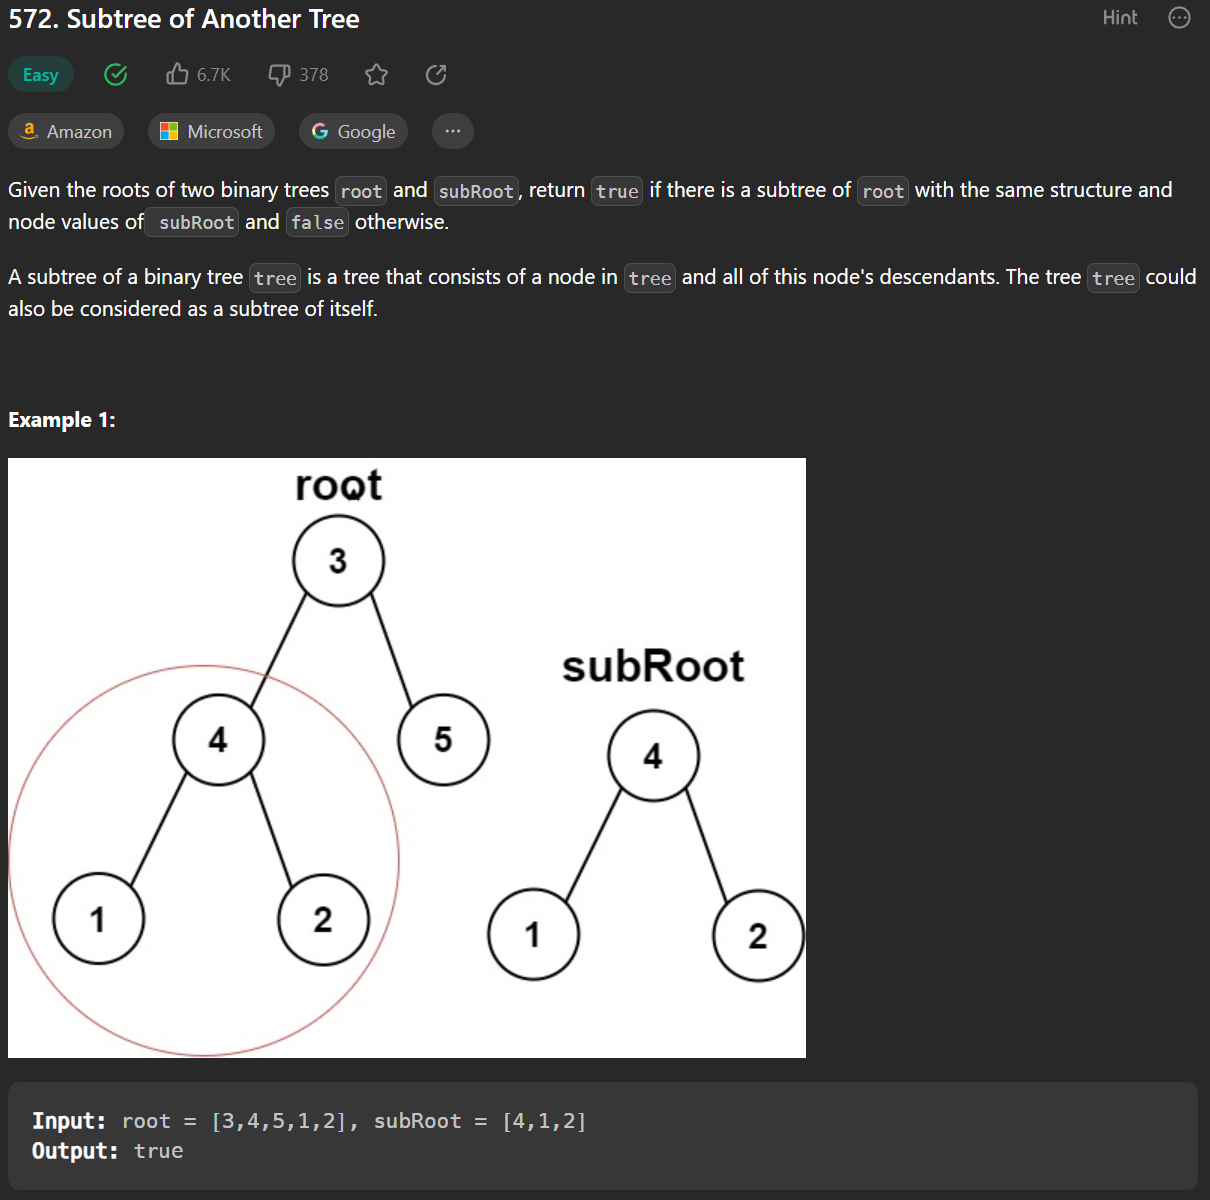 572. Subtree of Another Tree
Hint
Easy
6.7K
378
Amazon
Microsoft
Google
Given the roots of two binary trees root and subRoot, return true if there is a subtree of root with the same structure and
node values of subRoot and false otherwise.
A subtree of a binary tree tree is a tree that consists of a node in tree and all of this node's descendants. The tree tree could
also be considered as a subtree of itself.
Example 1:
root
3
subRoot
4
5
4
1
2
1
2
Input: root = [3,4,5,1,2], subRoot = [4,1,2]
Output: true